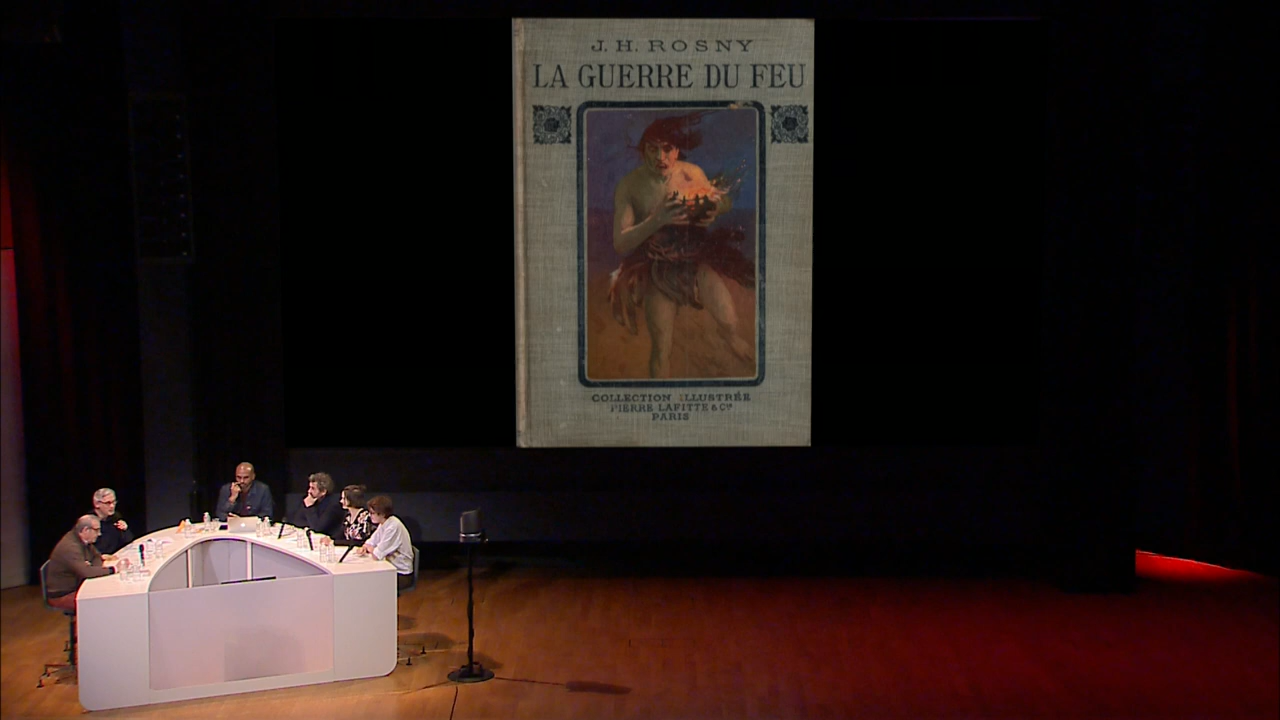 J. H. ROSNY
LA GUERRE DU FEU
COLLECTION ILLUSTRÉE
PIERRE LAFITTE & Cie
PARIS